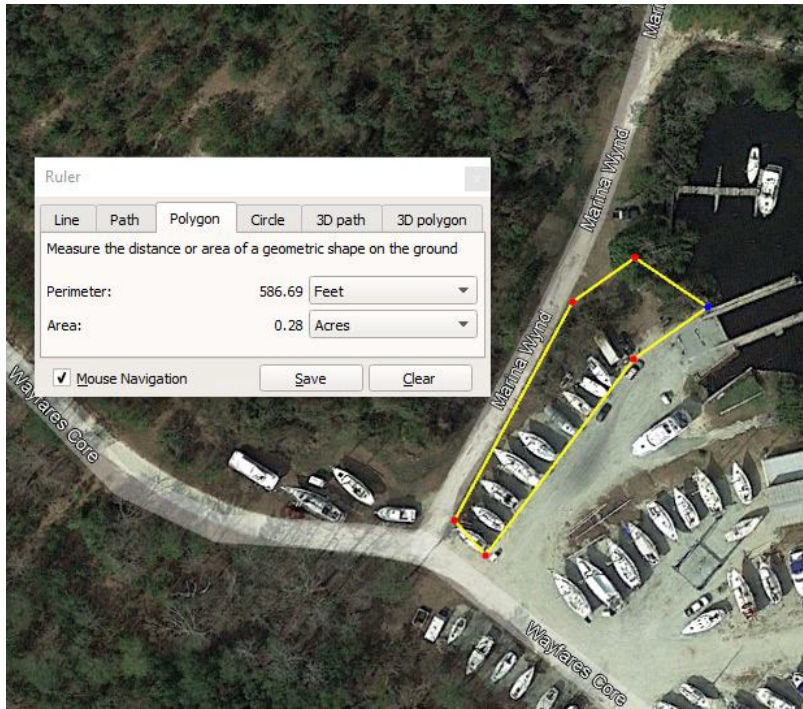 Marina Wynd
Ruler
Line Path Polygon Circle 3D path 3D polygon
Measure the distance or area of a geometric shape on the ground
Perimeter: 586.69 Feet
Area: 0.28 Acres
Mouse Navigation Save Clear
Marina Wynd
Wayfares Core
Wayfares Core